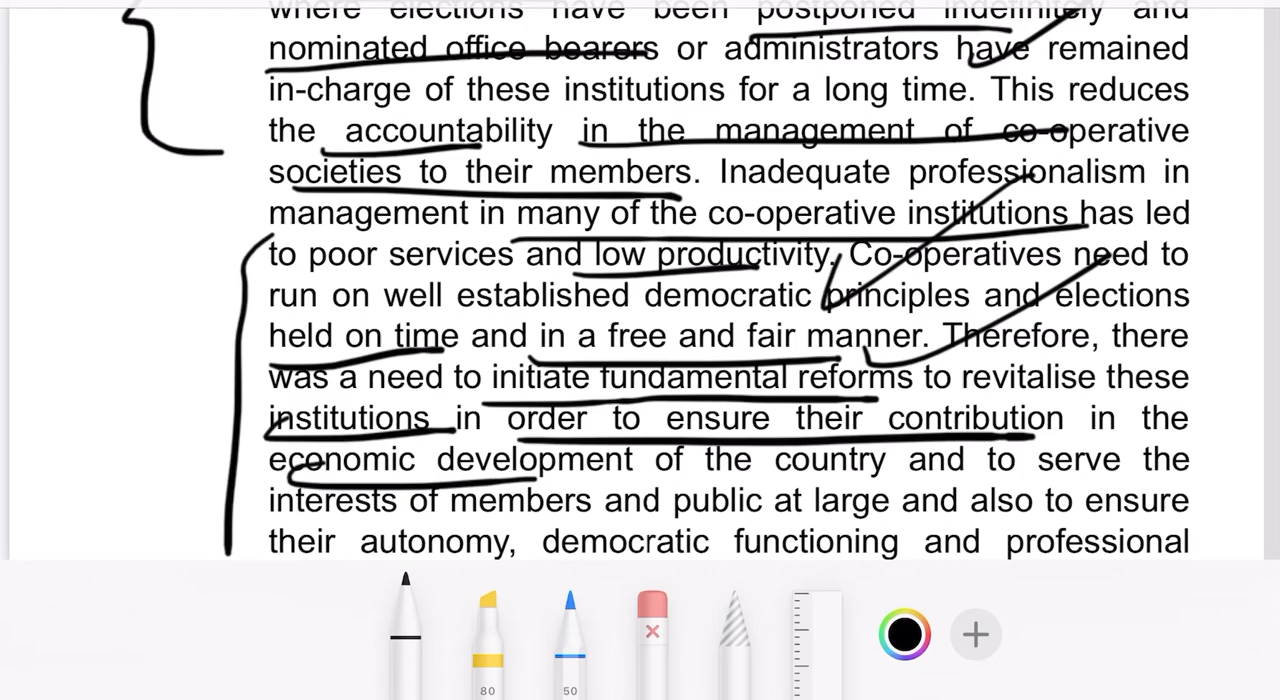 where elections have been postponed indefinitely and
nominated office bearers or administrators have remained
in-charge of these institutions for a long time. This reduces
the accountability in the management of co-operative
societies to their members. Inadequate professionalism in
management in many of the co-operative institutions has led
to poor services and low productivity. Co-operatives need to
run on well established democratic principles and elections
held on time and in a free and fair manner. Therefore, there
was a need to initiate fundamental reforms to revitalise these
institutions in order to ensure their contribution in the
economic development of the country and to serve the
interests of members and public at large and also to ensure
their autonomy, democratic functioning and professional
80 50